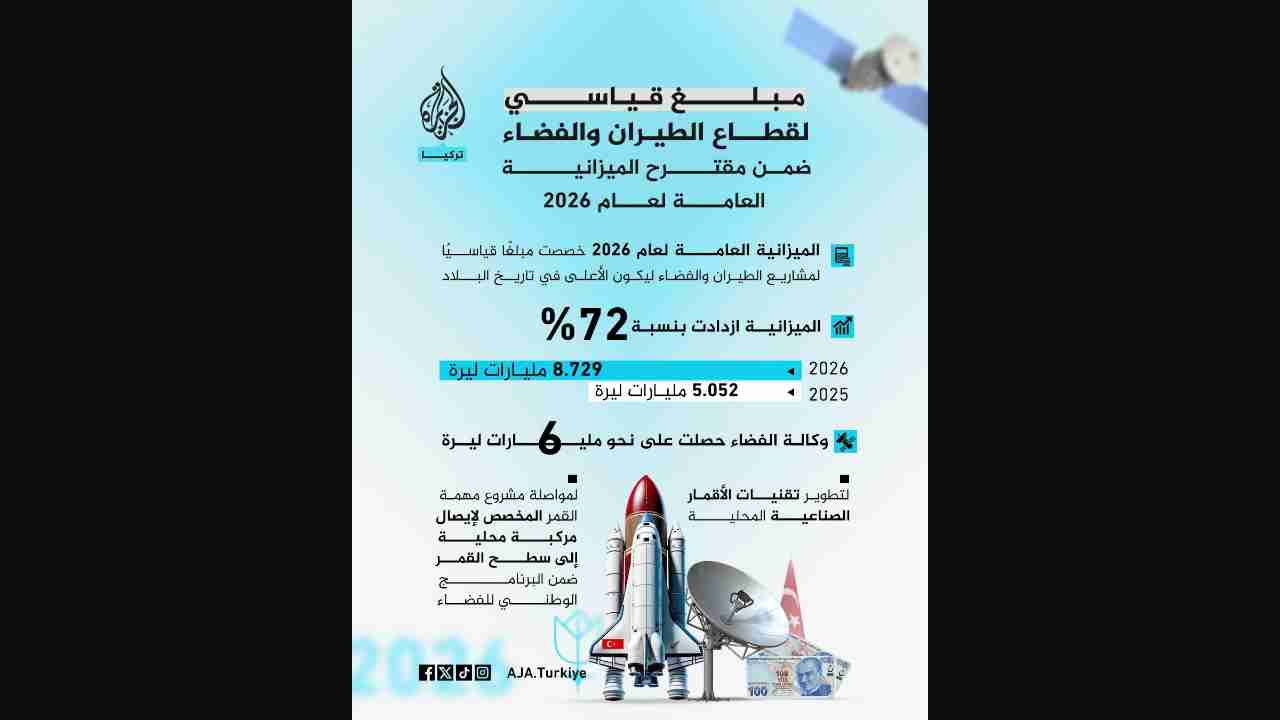 الجزيرة
تركيا
مبلغ قياسي
لقطاع الطيران والفضاء
ضمن مقترح الميزانية
العامة لعام 2026
الميزانية العامة لعام 2026 خصصت مبلغًا قياسيًا
لمشاريع الطيران والفضاء ليكون الأعلى في تاريخ البلاد
الميزانية ازدادت بنسبة 72%
2026 8.729 مليارات ليرة
2025 5.052 مليارات ليرة
وكالة الفضاء حصلت على نحو 6 مليارات ليرة
لتطوير تقنيات الأقمار
الصناعية المحلية
لمواصلة مشروع مهمة
القمر المخصص لإيصال
مركبة محلية
إلى سطح القمر
ضمن البرنامج
الوطني للفضاء
2026
AJA.Turkiye
100
100